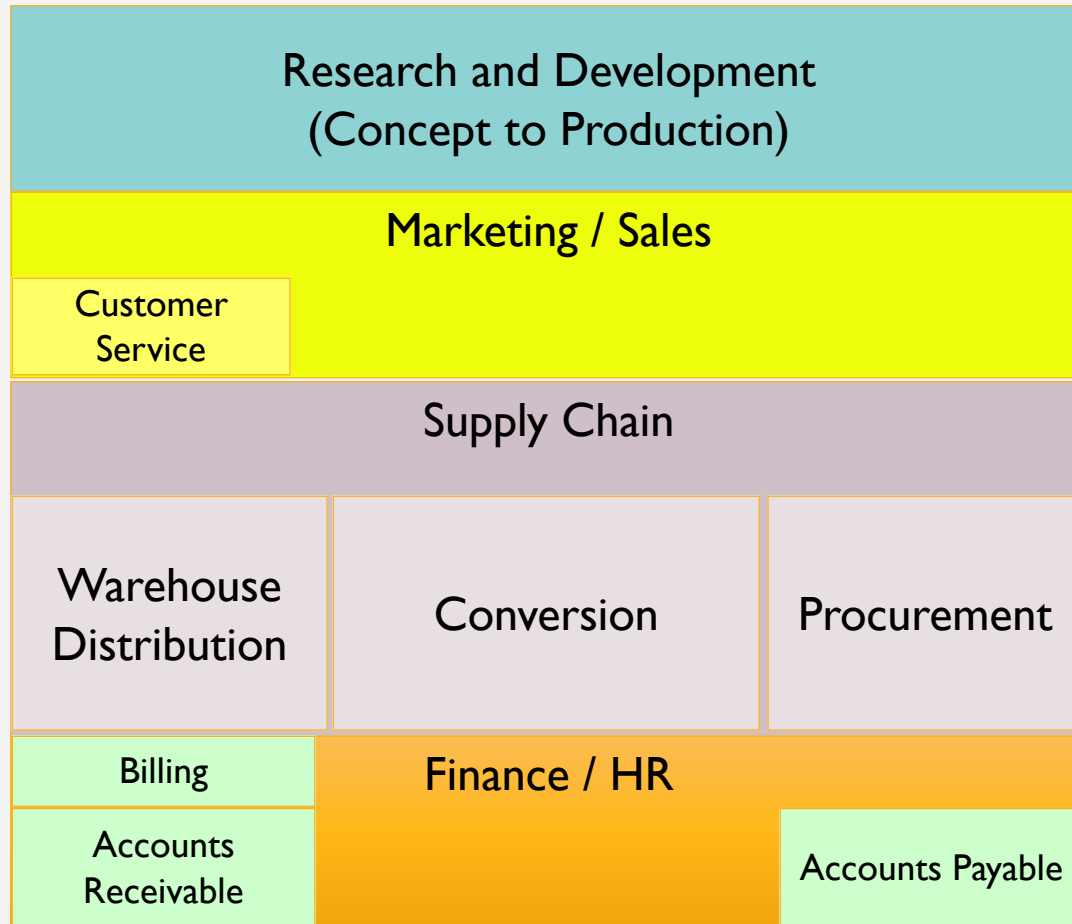 Research and Development
(Concept to Production)
Marketing / Sales
Customer
Service
Supply Chain
Warehouse
Distribution
Conversion
Procurement
Billing
Finance / HR
Accounts
Receivable
Accounts Payable